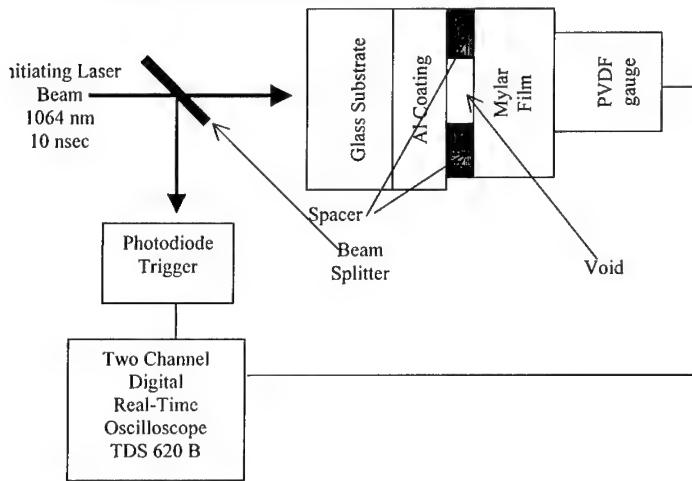 nitiating Laser
Beam
1064 nm
10 nsec
Glass Substrate
Al Coating
Mylar
Film
PVDF
gauge
Spacer
Beam
Splitter
Void
Photodiode
Trigger
Two Channel
Digital
Real-Time
Oscilloscope
TDS 620 B